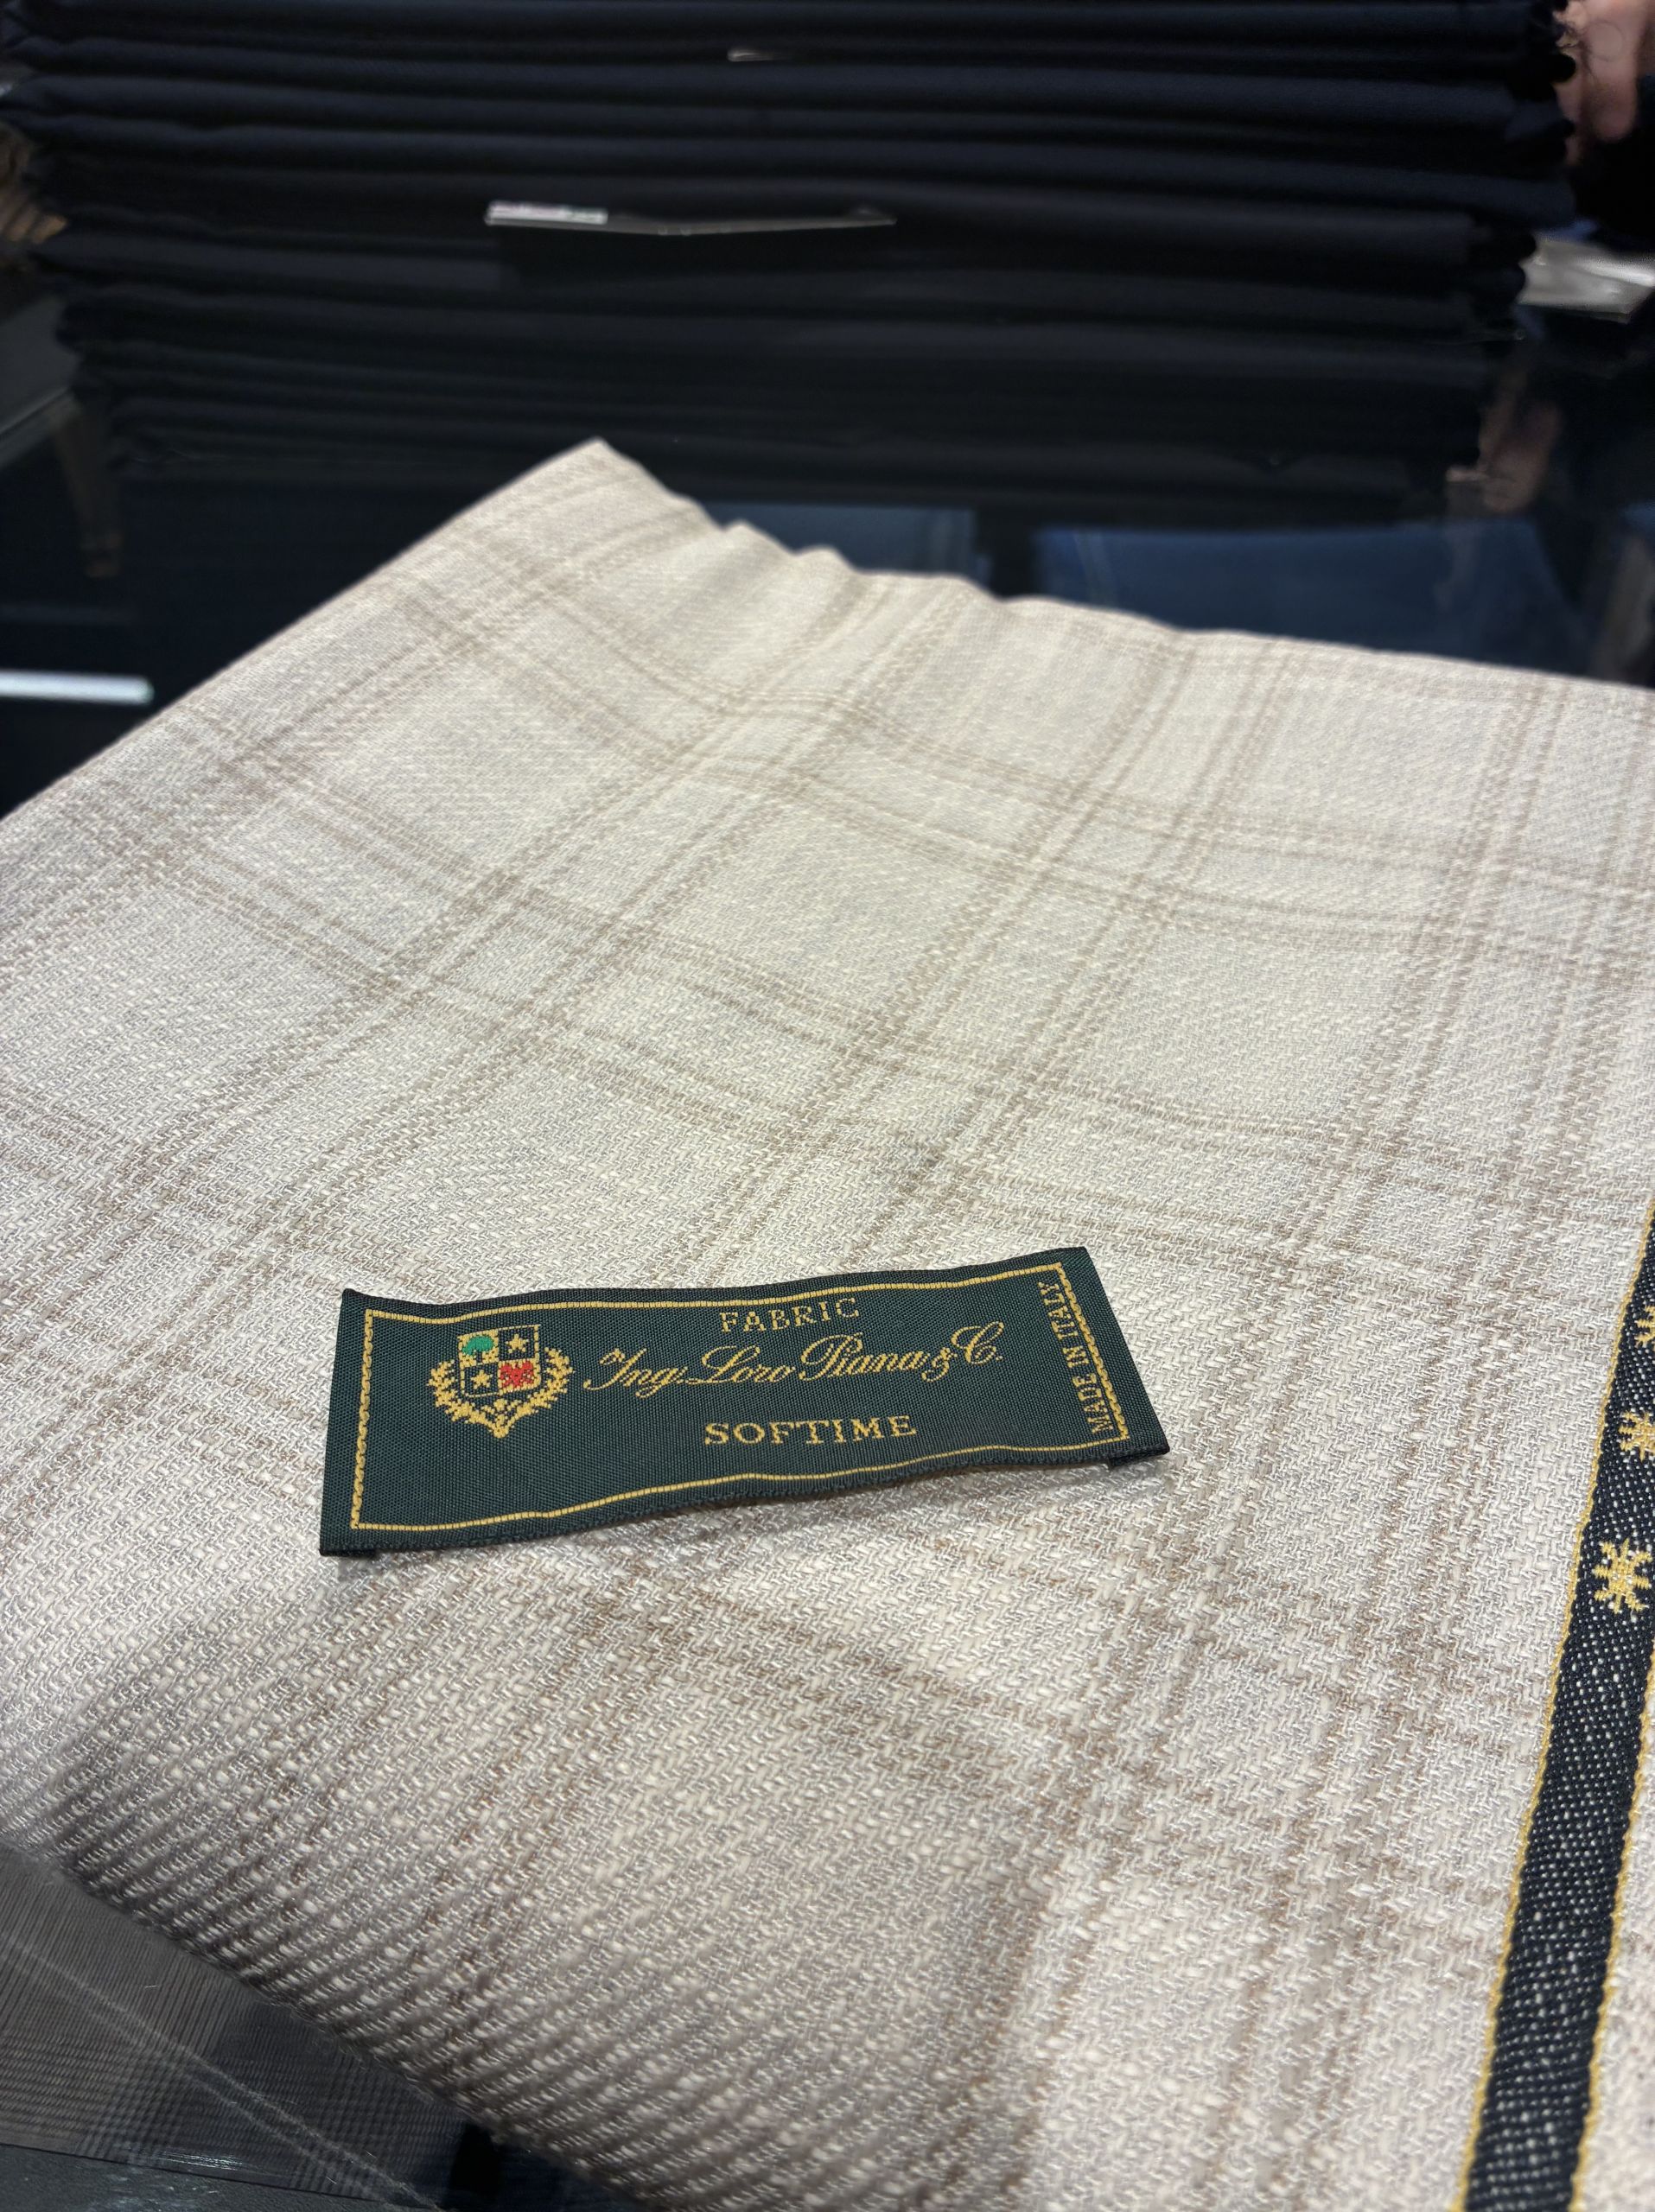 FABRIC
Ing. Loro Piana & C.
SOFTIME
MADE IN ITALY